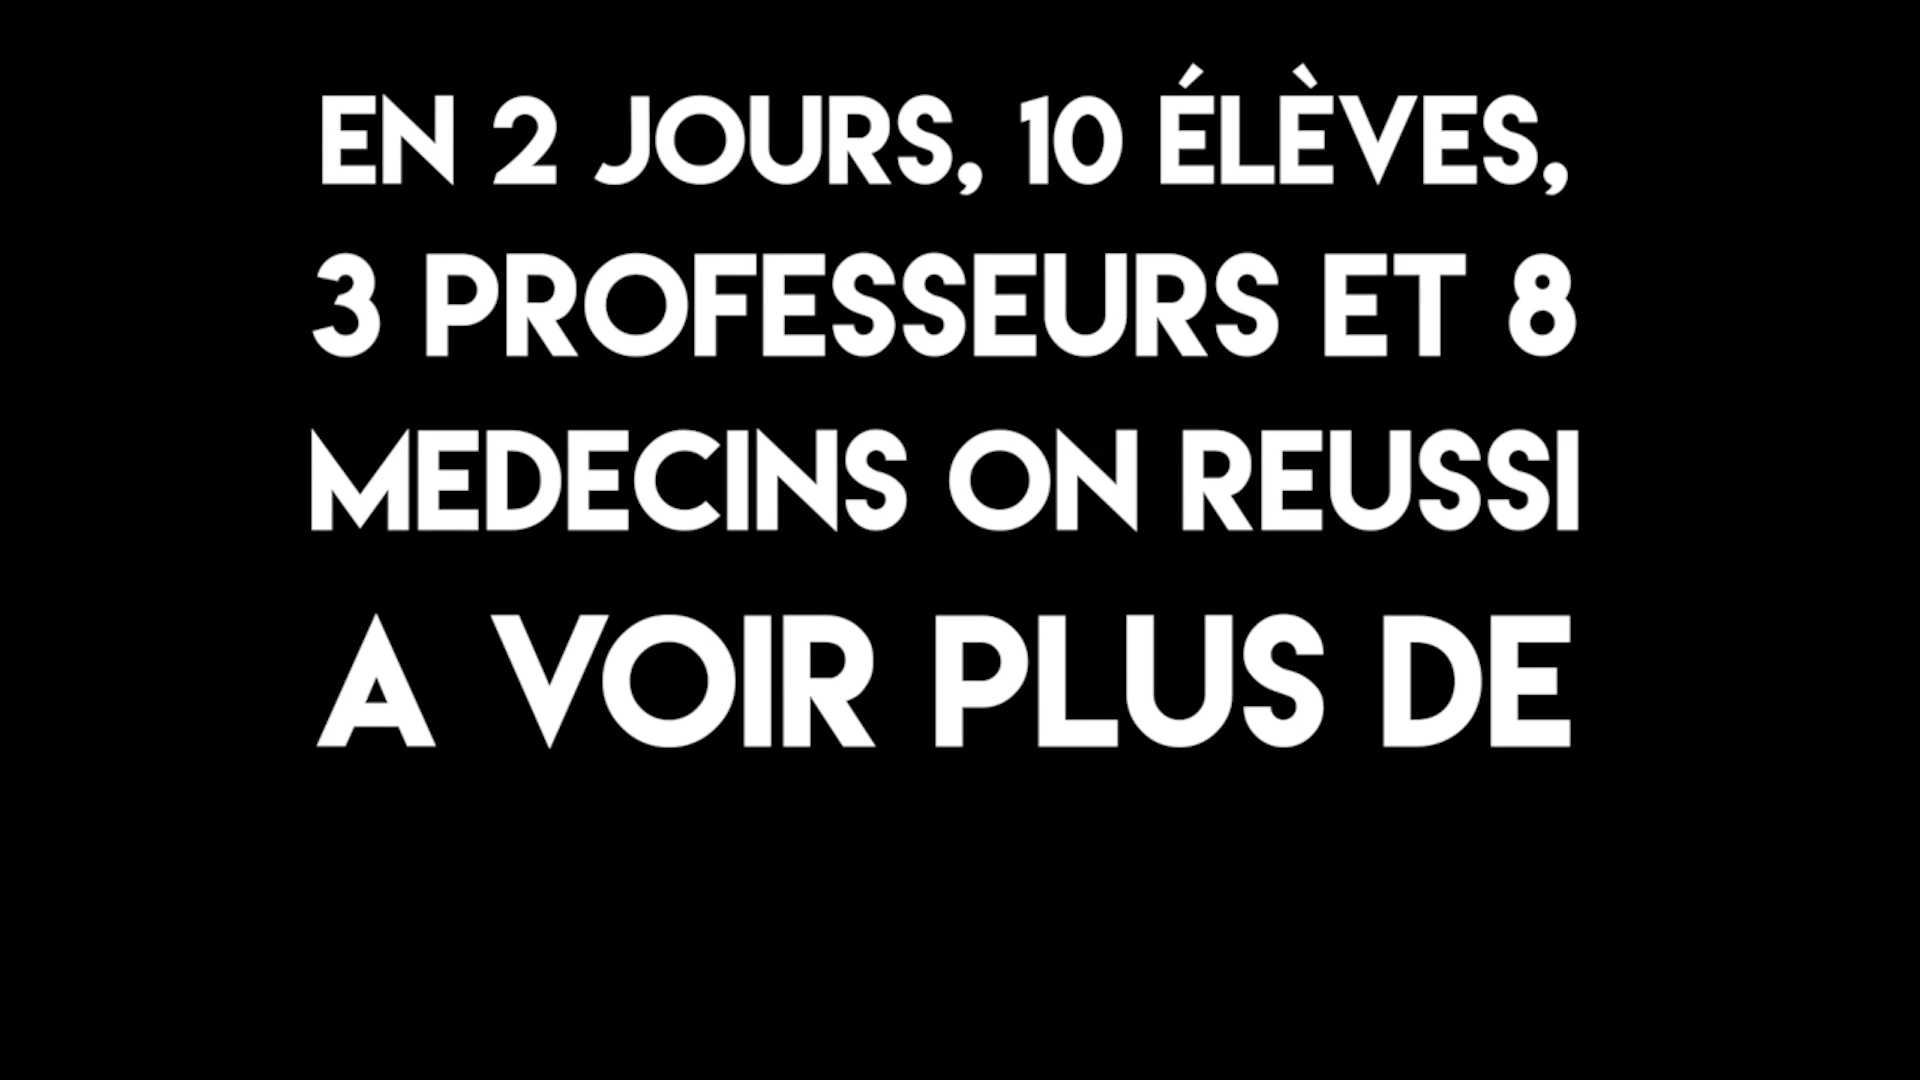 EN 2 JOURS, 10 ÉLÈVES,
3 PROFESSEURS ET 8
MEDECINS ON REUSSI
A VOIR PLUS DE